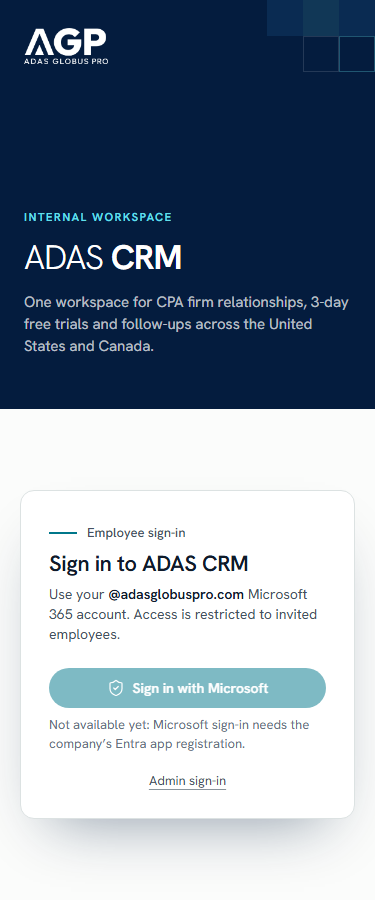 AGP
ADAS GLOBUS PRO
INTERNAL WORKSPACE
ADAS CRM
One workspace for CPA firm relationships, 3-day
free trials and follow-ups across the United
States and Canada.
Employee sign-in
Sign in to ADAS CRM
Use your @adasglobuspro.com Microsoft
365 account. Access is restricted to invited
employees.
Sign in with Microsoft
Not available yet: Microsoft sign-in needs the
company’s Entra app registration.
Admin sign-in